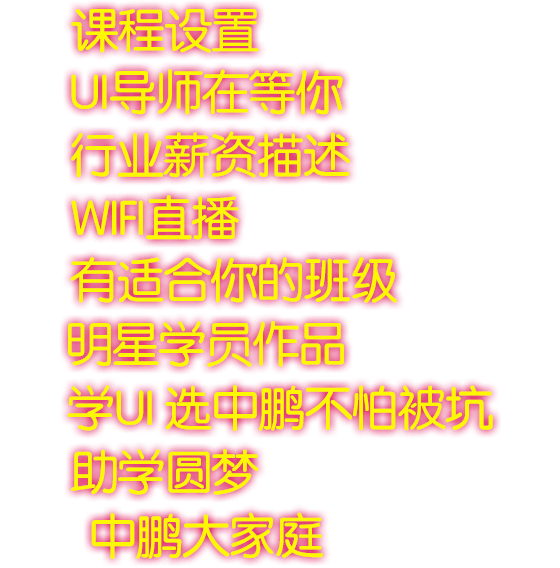 课程设置
UI导师在等你
行业薪资描述
WIFI直播
有适合你的班级
明星学员作品
学UI 选中鹏不怕被坑
助学圆梦
中鹏大家庭